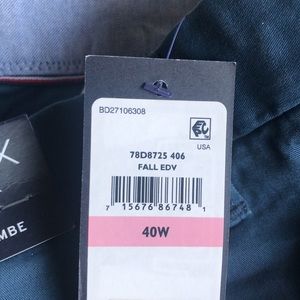 BD27106308
USA
78D8725 406
FALL EDV
7 15676 86748 1
40W
X
MBE